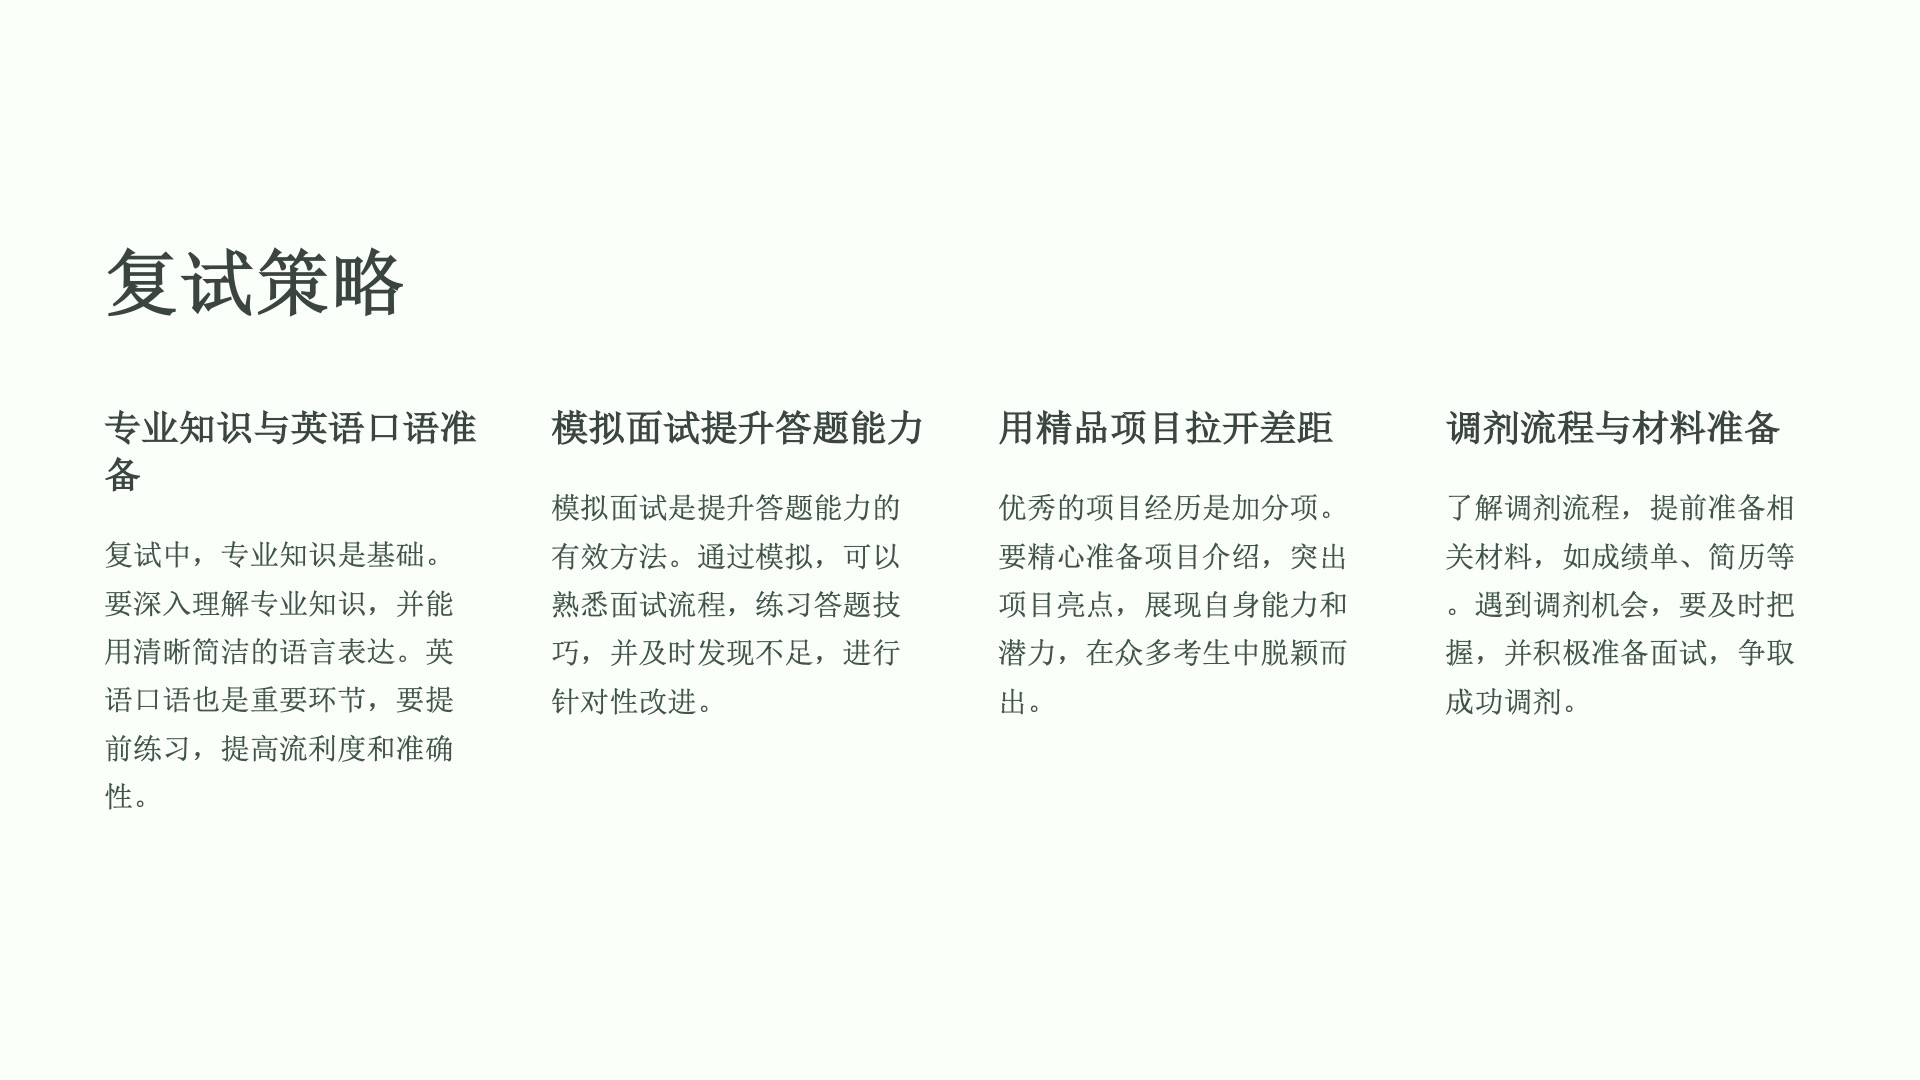 复试策略
专业知识与英语口语准
备
复试中，专业知识是基础。
要深入理解专业知识，并能
用清晰简洁的语言表达。英
语口语也是重要环节，要提
前练习，提高流利度和准确
性。
模拟面试提升答题能力
模拟面试是提升答题能力的
有效方法。通过模拟，可以
熟悉面试流程，练习答题技
巧，并及时发现不足，进行
针对性改进。
用精品项目拉开差距
优秀的项目经历是加分项。
要精心准备项目介绍，突出
项目亮点，展现自身能力和
潜力，在众多考生中脱颖而
出。
调剂流程与材料准备
了解调剂流程，提前准备相
关材料，如成绩单、简历等
。遇到调剂机会，要及时把
握，并积极准备面试，争取
成功调剂。